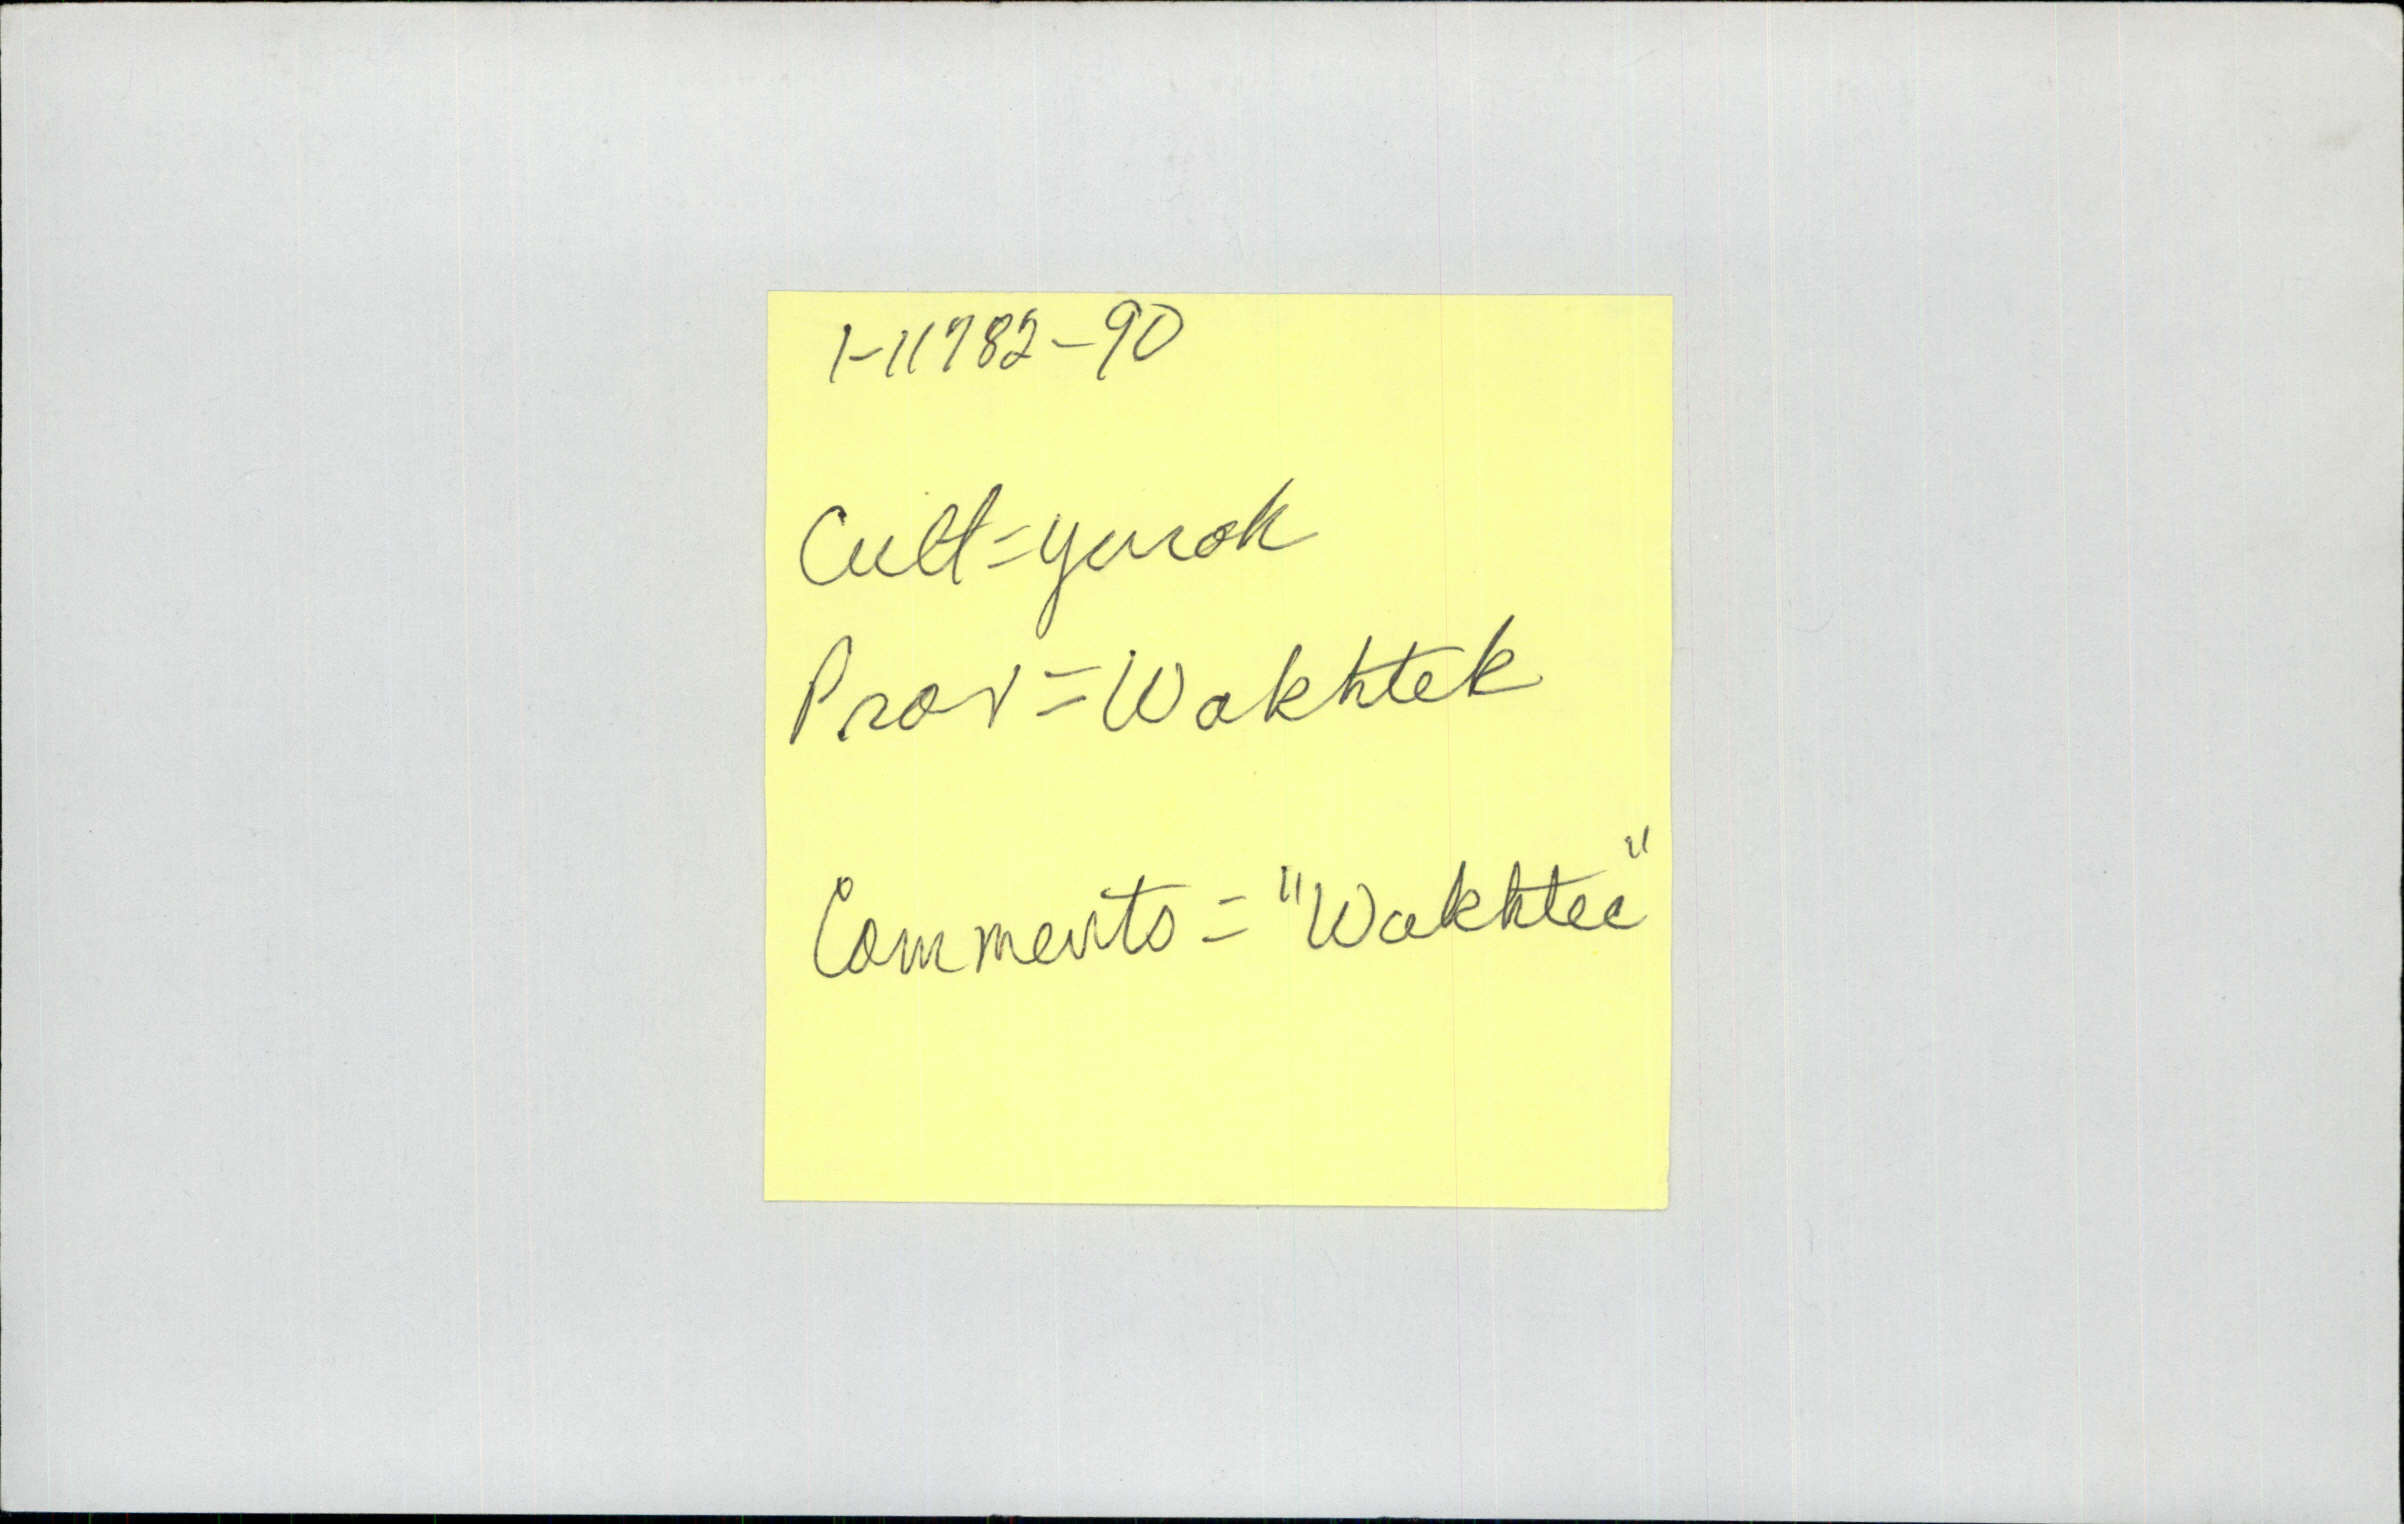 1-11782-90
Cult=Yurok
Prov=Wakhtek
Comments="Wakhtec"